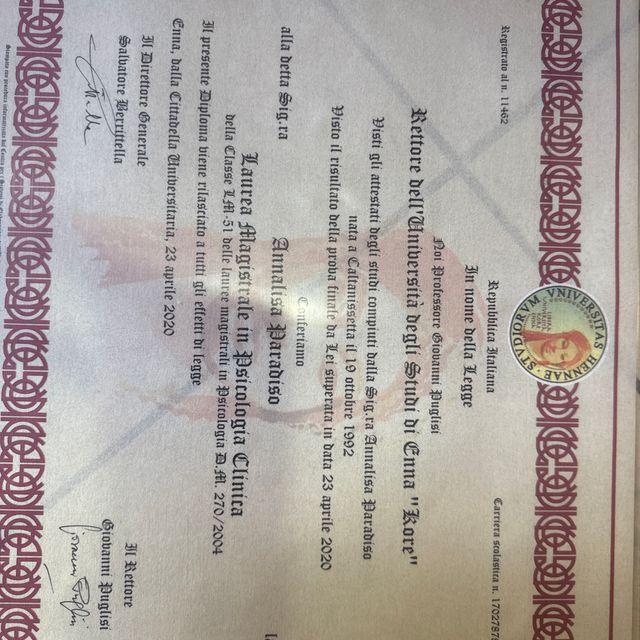 Registrato al n. 11462
Carriera scolastica n. 1702787
STVDIORVM VNIVERSITAS HENNAE
Repubblica Italiana
In nome della Legge
Noi Professore Giovanni Puglisi
Rettore dell'Università degli Studi di Enna "Kore"
Visti gli attestati degli studi compiuti dalla Sig.ra Annalisa Paradiso
nata a Caltanissetta il 19 ottobre 1992
Visto il risultato della prova finale da Lei superata in data 23 aprile 2020
Conferiamo
alla detta Sig.ra Annalisa Paradiso
Laurea Magistrale in Psicologia Clinica
della Classe LM-51 delle lauree magistrali in Psicologia D.M. 270/2004
Il presente Diploma viene rilasciato a tutti gli effetti di legge
Enna, dalla Cittadella Universitaria, 23 aprile 2020
Il Direttore Generale
Salvatore Berrittella
Il Rettore
Giovanni Puglisi